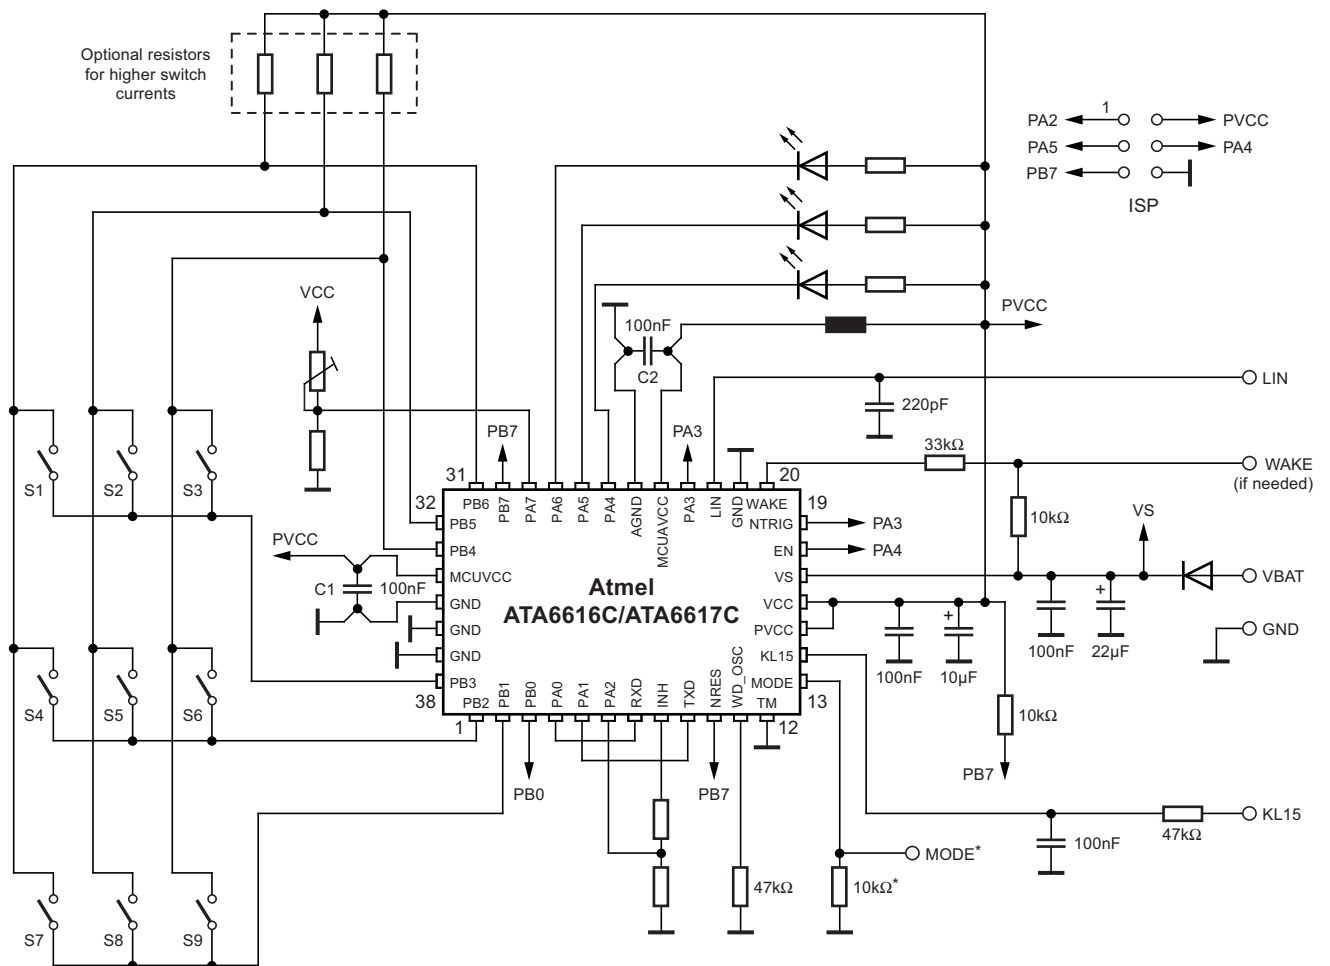 Optional resistors
for higher switch
currents
PA2
1
PVCC
PA5
PA4
PB7
ISP
VCC
PVCC
100nF
C2
LIN
220pF
PB7
PA3
33kΩ
WAKE
(if needed)
S1
S2
S3
31
20
32
19
PB6
PB7
PA7
PA6
PA5
PA4
AGND
MCUAVCC
PA3
LIN
GND
WAKE
PB5
NTRIG
PA3
10kΩ
VS
PVCC
PB4
EN
PA4
C1
100nF
MCUVCC
VS
VBAT
Atmel
ATA6616C/ATA6617C
GND
VCC
+
+
GND
PVCC
GND
100nF
22μF
GND
KL15
100nF
10μF
PB3
MODE
38
13
PB2
PB1
PB0
PA0
PA1
PA2
RXD
INH
TXD
NRES
WD_OSC
TM
1
12
S4
S5
S6
10kΩ
PB0
PB7
PB7
KL15
47kΩ
100nF
MODE*
47kΩ
10kΩ*
S7
S8
S9